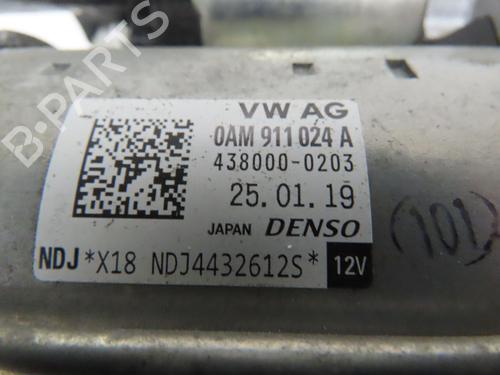 B-PARTS
VW AG
0AM 911 024 A
438000-0203
25.01.19
JAPAN DENSO
NDJ *X18 NDJ4432612S* 12V
(101)